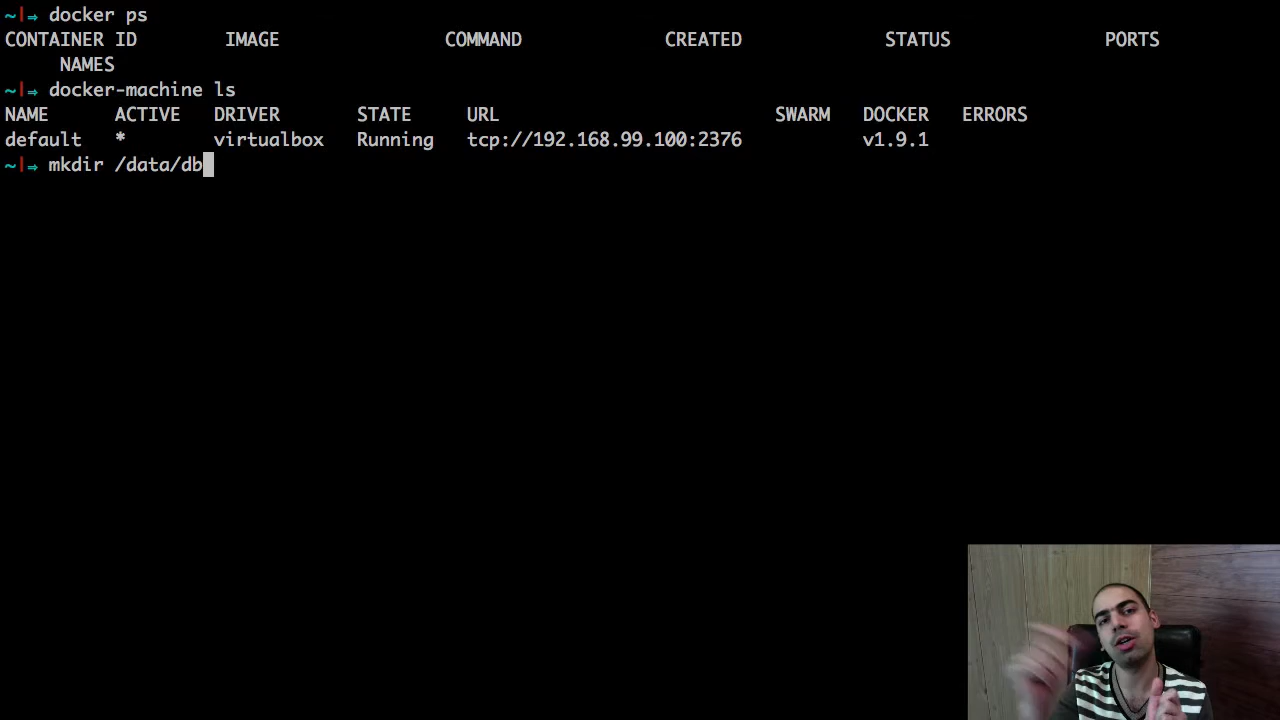 ~|⇒ docker ps
CONTAINER ID        IMAGE               COMMAND             CREATED             STATUS              PORTS
     NAMES
~|⇒ docker-machine ls
NAME      ACTIVE   DRIVER       STATE     URL                         SWARM   DOCKER   ERRORS
default   *        virtualbox   Running   tcp://192.168.99.100:2376           v1.9.1
~|⇒ mkdir /data/db